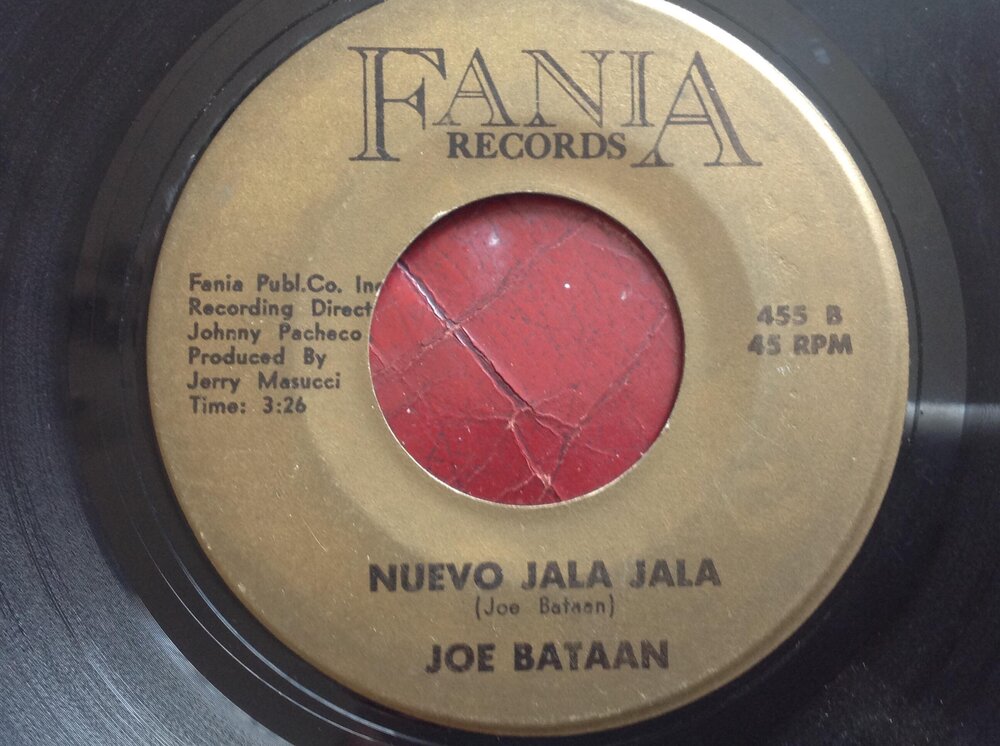 FANIA
RECORDS
Fania Publ.Co. Inc
Recording Direct
Johnny Pacheco
Produced By
Jerry Masucci
Time: 3:26
455 B
45 RPM
NUEVO JALA JALA
(Joe Bataan)
JOE BATAAN